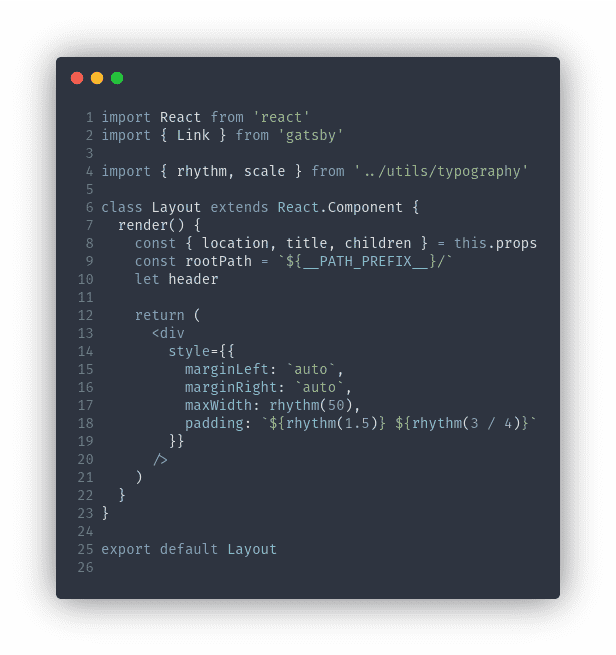 1 import React from 'react'
2 import { Link } from 'gatsby'
3
4 import { rhythm, scale } from '../utils/typography'
5
6 class Layout extends React.Component {
7   render() {
8     const { location, title, children } = this.props
9     const rootPath = `${__PATH_PREFIX__}/`
10     let header
11
12     return (
13       <div
14         style={{
15           marginLeft: `auto`,
16           marginRight: `auto`,
17           maxWidth: rhythm(50),
18           padding: `${rhythm(1.5)} ${rhythm(3 / 4)}`
19         }}
20       />
21     )
22   }
23 }
24
25 export default Layout
26